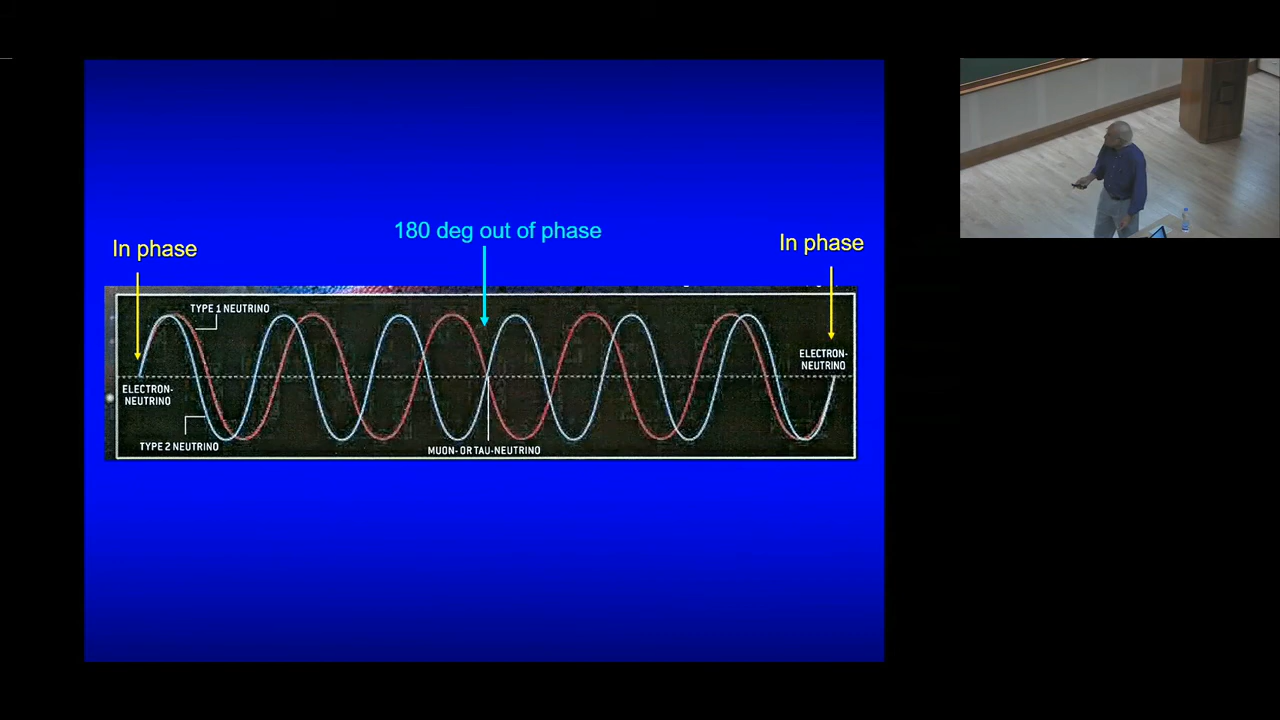 180 deg out of phase
In phase
In phase
TYPE 1 NEUTRINO
ELECTRON-
NEUTRINO
ELECTRON-
NEUTRINO
TYPE 2 NEUTRINO
MUON- OR TAU-NEUTRINO